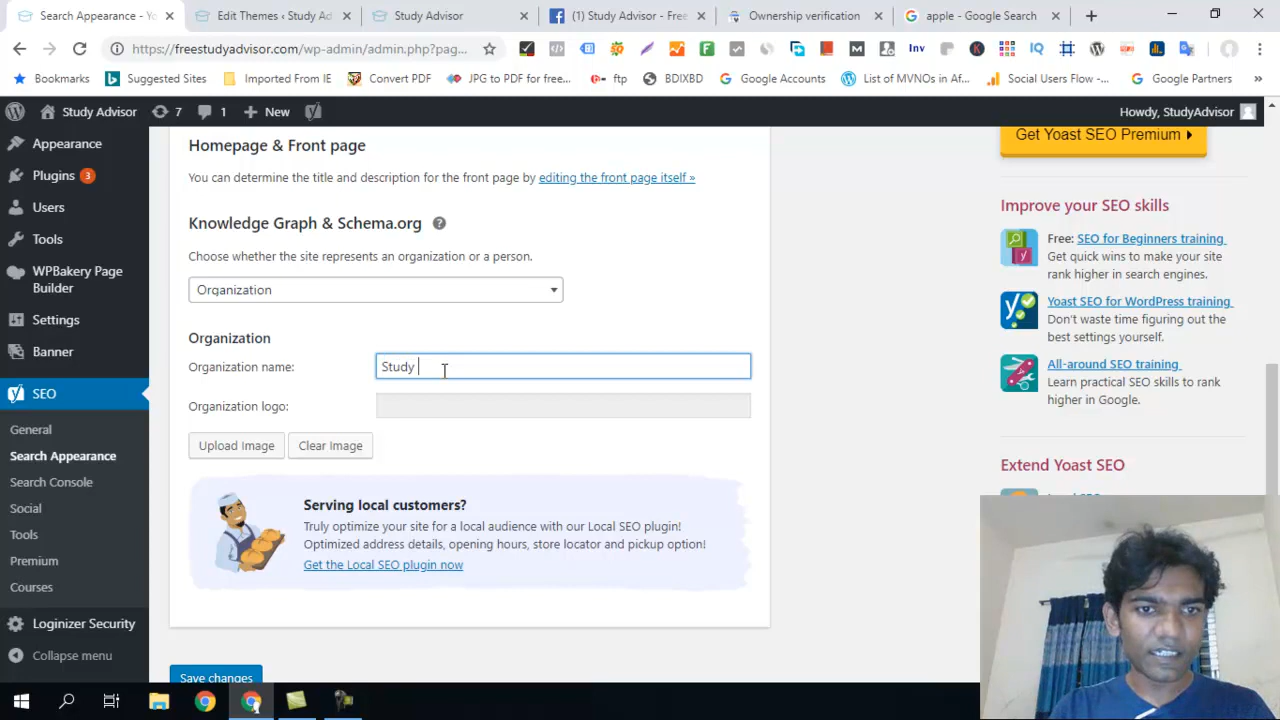 Search Appearance - Yo
Edit Themes ‹ Study Ad
Study Advisor
(1) Study Advisor - Free
Ownership verification
apple - Google Search
https://freestudyadvisor.com/wp-admin/admin.php?pag...
Inv
Bookmarks
Suggested Sites
Imported From IE
Convert PDF
JPG to PDF for free...
ftp
BDIXBD
Google Accounts
List of MVNOs in Af...
Social Users Flow -...
Google Partners
Study Advisor
7
1
New
Howdy, StudyAdvisor
Appearance
Plugins 3
Users
Tools
WPBakery Page
Builder
Settings
Banner
SEO
General
Search Appearance
Search Console
Social
Tools
Premium
Courses
Loginizer Security
Collapse menu
Homepage & Front page
You can determine the title and description for the front page by editing the front page itself »
Knowledge Graph & Schema.org
Choose whether the site represents an organization or a person.
Organization
Organization
Organization name:
Study
Organization logo:
Upload Image
Clear Image
Serving local customers?
Truly optimize your site for a local audience with our Local SEO plugin!
Optimized address details, opening hours, store locator and pickup option!
Get the Local SEO plugin now
Save changes
Get Yoast SEO Premium
Improve your SEO skills
Free: SEO for Beginners training
Get quick wins to make your site
rank higher in search engines.
Yoast SEO for WordPress training
Don't waste time figuring out the
best settings yourself.
All-around SEO training
Learn practical SEO skills to rank
higher in Google.
Extend Yoast SEO